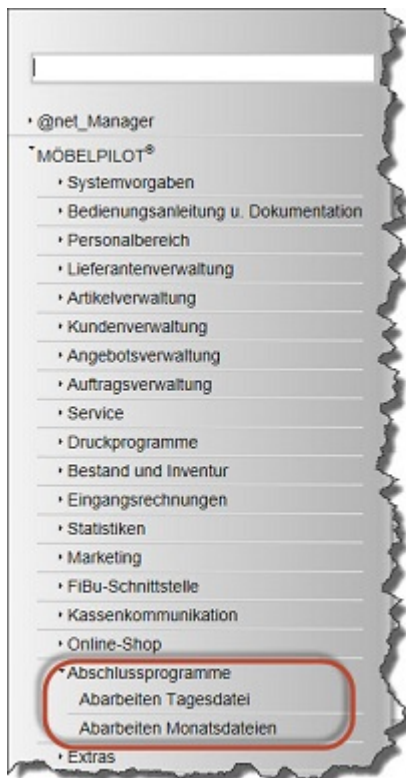 @net_Manager
MÖBELPILOT®
Systemvorgaben
Bedienungsanleitung u. Dokumentation
Personalbereich
Lieferantenverwaltung
Artikelverwaltung
Kundenverwaltung
Angebotsverwaltung
Auftragsverwaltung
Service
Druckprogramme
Bestand und Inventur
Eingangsrechnungen
Statistiken
Marketing
FiBu-Schnittstelle
Kassenkommunikation
Online-Shop
Abschlussprogramme
Abarbeiten Tagesdatei
Abarbeiten Monatsdateien
Extras